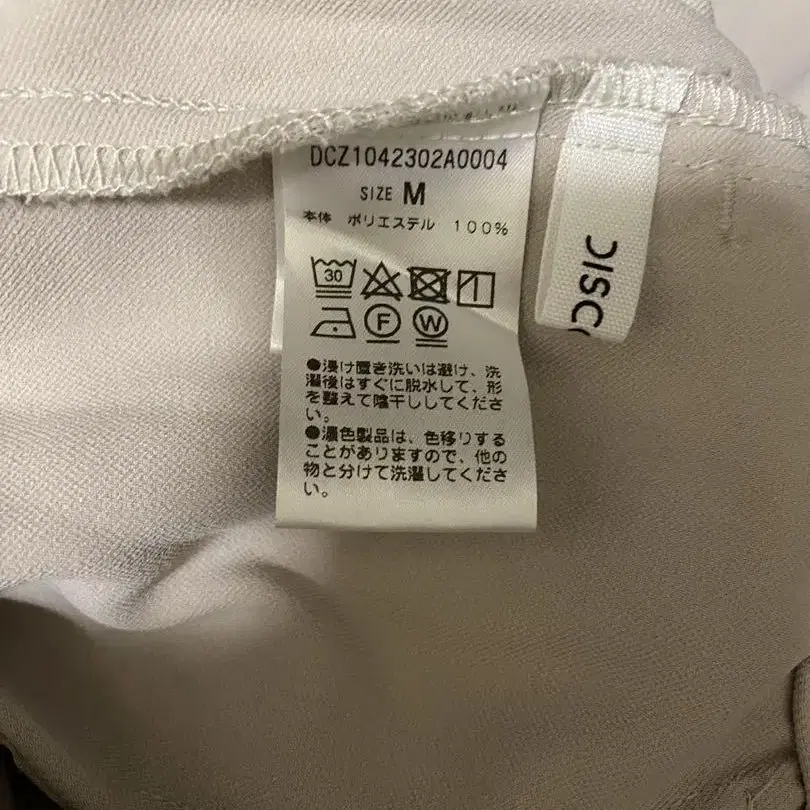 DCZ1042302A0004
SIZE M
本体 ポリエステル 100%
30
F W
●浸け置き洗いは避け、洗
濯後はすぐに脱水して、形
を整えて陰干ししてくださ
い。
●濃色製品は、色移りする
ことがありますので、他の
物と分けて洗濯してくださ
い。